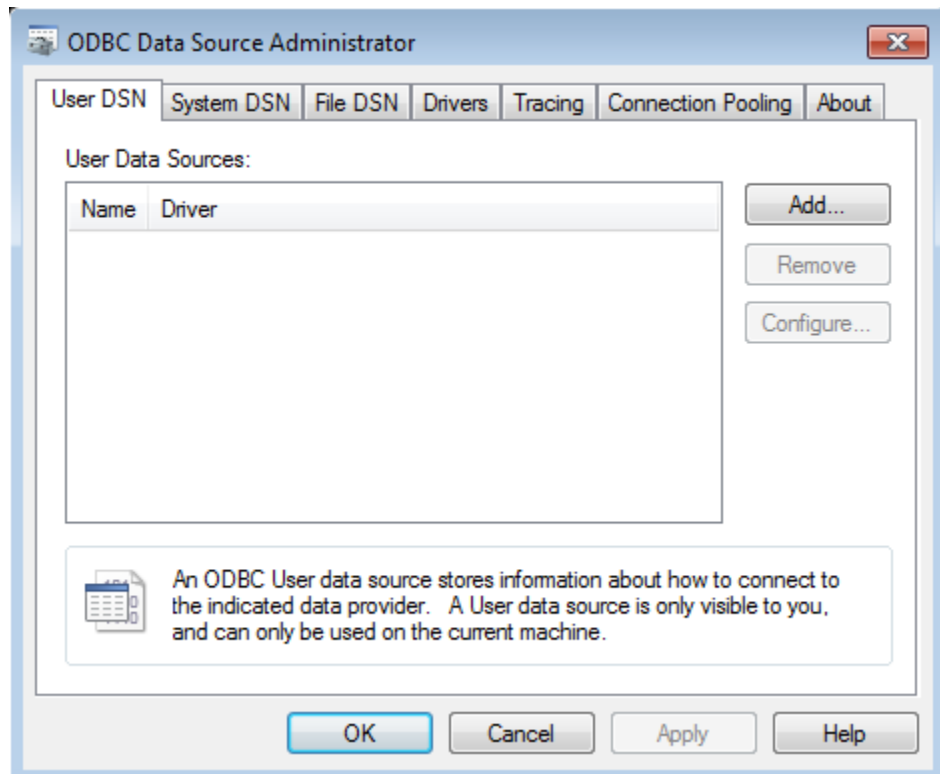 ODBC Data Source Administrator
User DSN System DSN File DSN Drivers Tracing Connection Pooling About
User Data Sources:
Name Driver
Add...
Remove
Configure...
An ODBC User data source stores information about how to connect to
the indicated data provider.   A User data source is only visible to you,
and can only be used on the current machine.
OK Cancel Apply Help